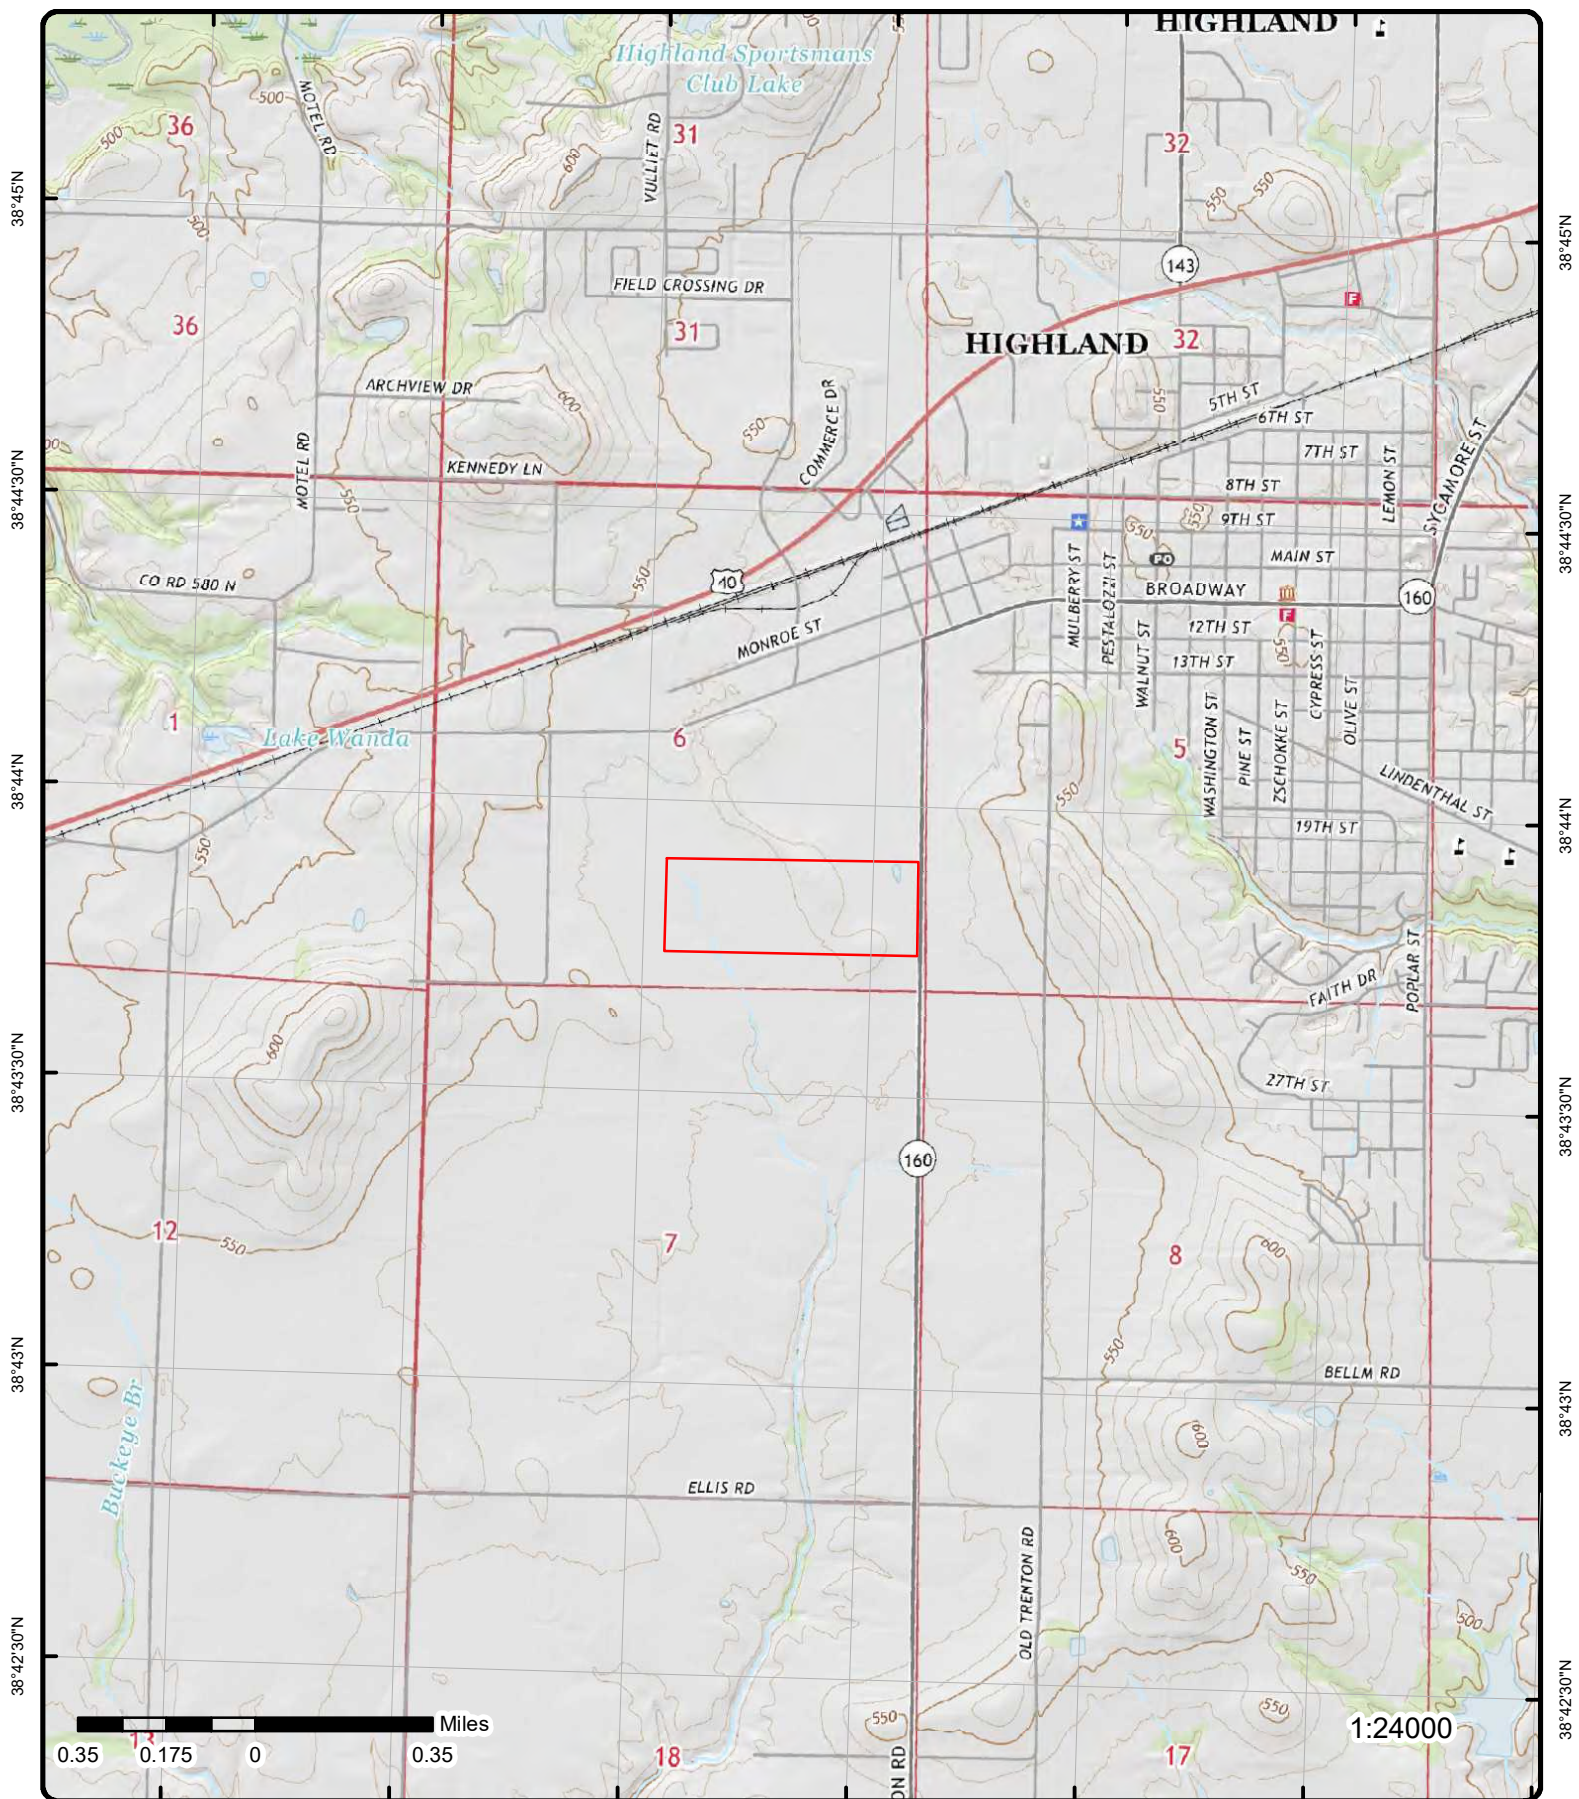 HIGHLAND
Highland Sportsmans
Club Lake
MOTEL RD
500
36
500
600
VULLIET RD
31
32
550
550
500
38°45'N
38°45'N
143
FIELD CROSSING DR
F
36
31
HIGHLAND
32
ARCHVIEW DR
600
550
COMMERCE DR
550
5TH ST
6TH ST
7TH ST
MOTEL RD
KENNEDY LN
8TH ST
LEMON ST
SYCAMORE ST
38°44'30"N
38°44'30"N
550
550
550
9TH ST
PO
MAIN ST
CO RD 580 N
550
40
BROADWAY
160
F
MONROE ST
MULBERRY ST
PESTALOZZI ST
WALNUT ST
12TH ST
13TH ST
550
CYPRESS ST
OLIVE ST
1
Lake Wanda
6
5
WASHINGTON ST
PINE ST
ZSCHOKKE ST
38°44'N
38°44'N
550
LINDENTHAL ST
19TH ST
550
POPLAR ST
FAITH DR
600
38°43'30"N
38°43'30"N
27TH ST
160
12
550
7
8
600
38°43'N
38°43'N
550
BELLM RD
Buckeye Br
600
ELLIS RD
600
550
OLD TRENTON RD
500
38°42'30"N
38°42'30"N
550
550
Miles
0.35 0.175 0 0.35
13
18
ON RD
17
1:24000